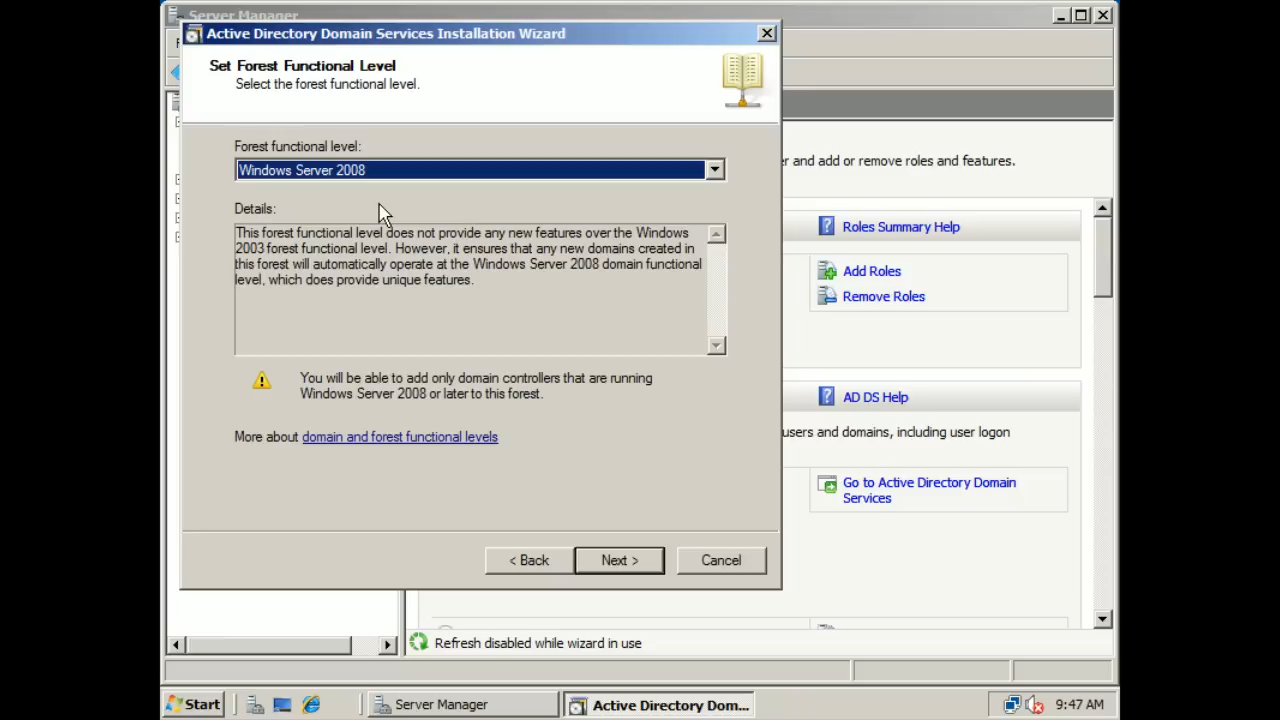 Server Manager
Active Directory Domain Services Installation Wizard
Set Forest Functional Level
Select the forest functional level.
Forest functional level:
Windows Server 2008
Details:
This forest functional level does not provide any new features over the Windows
2003 forest functional level. However, it ensures that any new domains created in
this forest will automatically operate at the Windows Server 2008 domain functional
level, which does provide unique features.
You will be able to add only domain controllers that are running
Windows Server 2008 or later to this forest.
More about domain and forest functional levels
< Back
Next >
Cancel
er and add or remove roles and features.
Roles Summary Help
Add Roles
Remove Roles
AD DS Help
users and domains, including user logon
Go to Active Directory Domain
Services
Refresh disabled while wizard in use
Start
Server Manager
Active Directory Dom...
9:47 AM